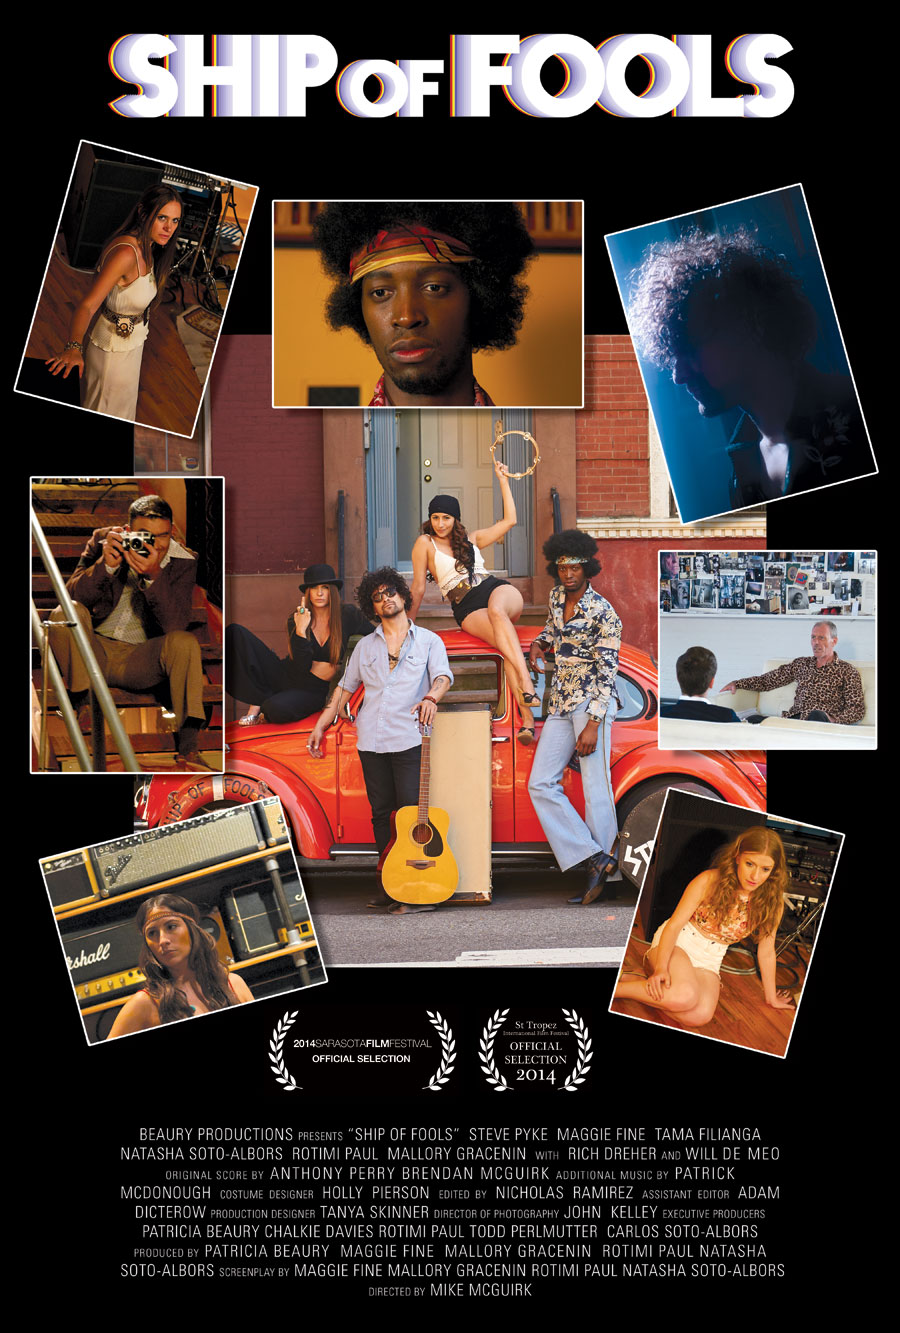 SHIP OF FOOLS
SHIP OF FOOLS
Fender
Marshall
2014SARASOTAFILMFESTIVAL
OFFICIAL SELECTION
St Tropez
International Film Festival
OFFICIAL
SELECTION
2014
BEAURY PRODUCTIONS PRESENTS "SHIP OF FOOLS" STEVE PYKE MAGGIE FINE TAMA FILIANGA
NATASHA SOTO-ALBORS ROTIMI PAUL MALLORY GRACENIN WITH RICH DREHER AND WILL DE MEO
ORIGINAL SCORE BY ANTHONY PERRY BRENDAN MCGUIRK ADDITIONAL MUSIC BY PATRICK
MCDONOUGH COSTUME DESIGNER HOLLY PIERSON EDITED BY NICHOLAS RAMIREZ ASSISTANT EDITOR ADAM
DICTEROW PRODUCTION DESIGNER TANYA SKINNER DIRECTOR OF PHOTOGRAPHY JOHN KELLEY EXECUTIVE PRODUCERS
PATRICIA BEAURY CHALKIE DAVIES ROTIMI PAUL TODD PERLMUTTER CARLOS SOTO-ALBORS
PRODUCED BY PATRICIA BEAURY MAGGIE FINE MALLORY GRACENIN ROTIMI PAUL NATASHA
SOTO-ALBORS SCREENPLAY BY MAGGIE FINE MALLORY GRACENIN ROTIMI PAUL NATASHA SOTO-ALBORS
DIRECTED BY MIKE MCGUIRK